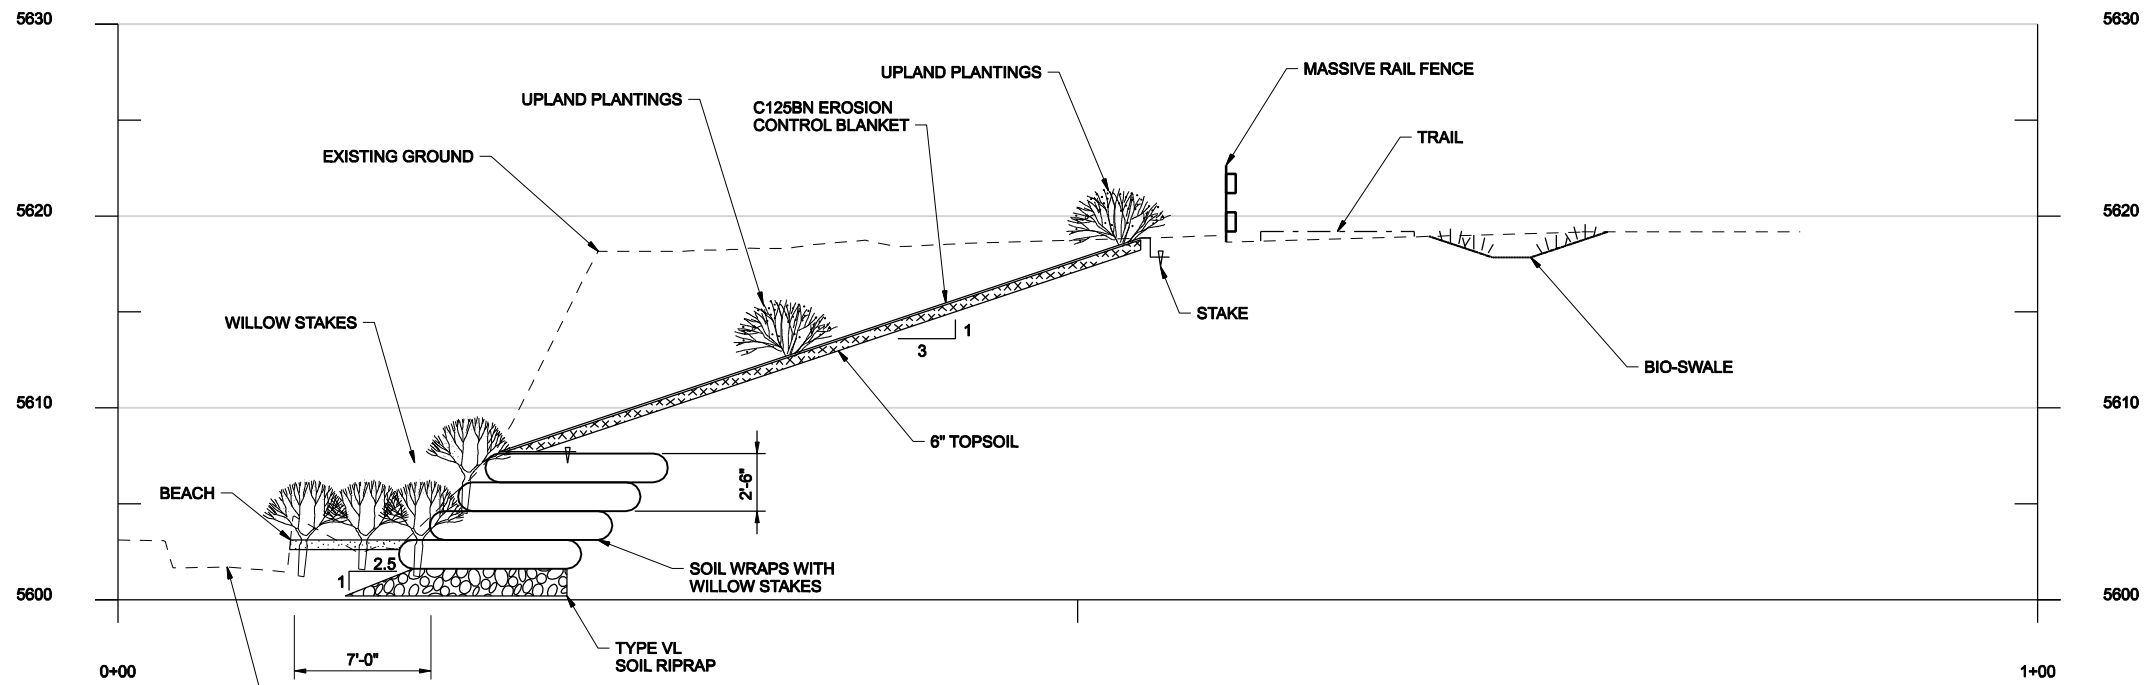 5630
5630
UPLAND PLANTINGS
MASSIVE RAIL FENCE
UPLAND PLANTINGS
C125BN EROSION
CONTROL BLANKET
TRAIL
EXISTING GROUND
5620
5620
STAKE
WILLOW STAKES
1
3
BIO-SWALE
5610
5610
6" TOPSOIL
2'-6"
BEACH
2.5
1
SOIL WRAPS WITH
WILLOW STAKES
5600
5600
TYPE VL
SOIL RIPRAP
7'-0"
0+00
1+00